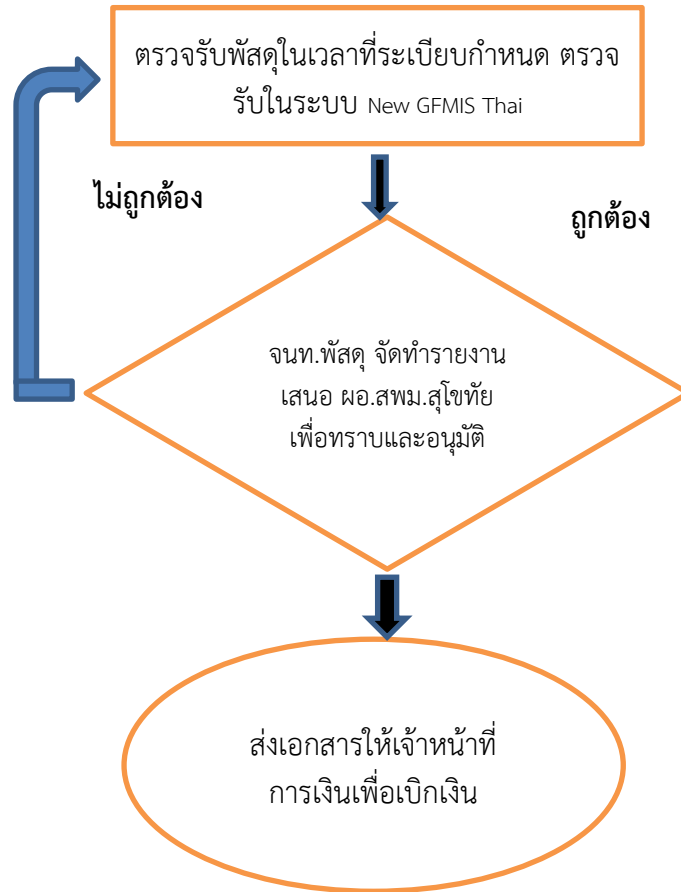 ตรวจรับพัสดุในเวลาที่ระเบียบกำหนด ตรวจ
รับในระบบ New GFMIS Thai
ไม่ถูกต้อง
ถูกต้อง
จนท.พัสดุ จัดทำรายงาน
เสนอ ผอ.สพม.สุโขทัย
เพื่อทราบและอนุมัติ
ส่งเอกสารให้เจ้าหน้าที่
การเงินเพื่อเบิกเงิน